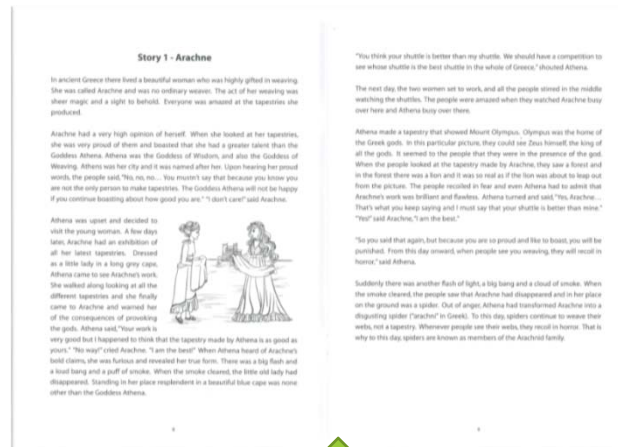 Story 1 - Arachne
In ancient Greece there lived a beautiful woman who was highly gifted in weaving.
She was called Arachne and was no ordinary weaver. The act of her weaving was
sheer magic and a sight to behold. Everyone was amazed at the tapestries she
produced.
Arachne had a very high opinion of herself. When she looked at her tapestries,
she was very proud of them and boasted that she had a greater talent than the
Goddess Athena. Athena was the Goddess of Wisdom, and also the Goddess of
Weaving. Athens was her city and it was named after her. Upon hearing her proud
words, the people said, "No, no, no... You mustn't say that because you know you
are not the only person to make tapestries. The Goddess Athena will not be happy
if you continue boasting about how good you are." "I don't care!" said Arachne.
Athena was upset and decided to
visit the young woman. A few days
later, Arachne had an exhibition of
all her latest tapestries. Dressed
as a little lady in a long grey cape,
Athena came to see Arachne's work.
She walked along looking at all the
different tapestries and she finally
came to Arachne and warned her
of the consequences of provoking
the gods. Athena said, "Your work is
very good but I happened to think that the tapestry made by Athena is as good as
yours." "No way!" cried Arachne. "I am the best!" When Athena heard of Arachne's
bold claims, she was furious and revealed her true form. There was a big flash and
a loud bang and a puff of smoke. When the smoke cleared, the little old lady had
disappeared. Standing in her place resplendent in a beautiful blue cape was none
other than the Goddess Athena.
"You think your shuttle is better than my shuttle. We should have a competition to
see whose shuttle is the best shuttle in the whole of Greece," shouted Athena.
The next day, the two women set to work, and all the people stood in the middle
watching the shuttles. The people were amazed when they watched Arachne busy
over here and Athena busy over there.
Athena made a tapestry that showed Mount Olympus. Olympus was the home of
the Greek gods. In this particular picture, they could see Zeus himself, the king of
all the gods. It seemed to the people that they were in the presence of the god.
When the people looked at the tapestry made by Arachne, they saw a forest and
in the forest there was a lion and it was so real as if the lion was about to leap out
from the picture. The people recoiled in fear and even Athena had to admit that
Arachne's work was brilliant and flawless. Athena turned and said, "Yes, Arachne...
That's what you keep saying and I must say that your shuttle is better than mine."
"Yes!" said Arachne, "I am the best."
"So you said that again, but because you are so proud and like to boast, you will be
punished. From this day onward, when people see you weaving, they will recoil in
horror," said Athena.
Suddenly there was another flash of light, a big bang and a cloud of smoke. When
the smoke cleared, the people saw that Arachne had disappeared and in her place
on the ground was a spider. Out of anger, Athena had transformed Arachne into a
disgusting spider ("arachni" in Greek). To this day, spiders continue to weave their
webs, not a tapestry. Whenever people see their webs, they recoil in horror. That is
why to this day, spiders are known as members of the Arachnid family.